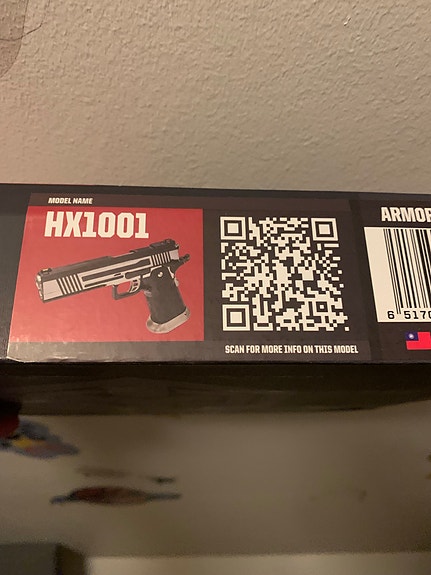 MODEL NAME
HX1001
SCAN FOR MORE INFO ON THIS MODEL
ARMOR
6 5170